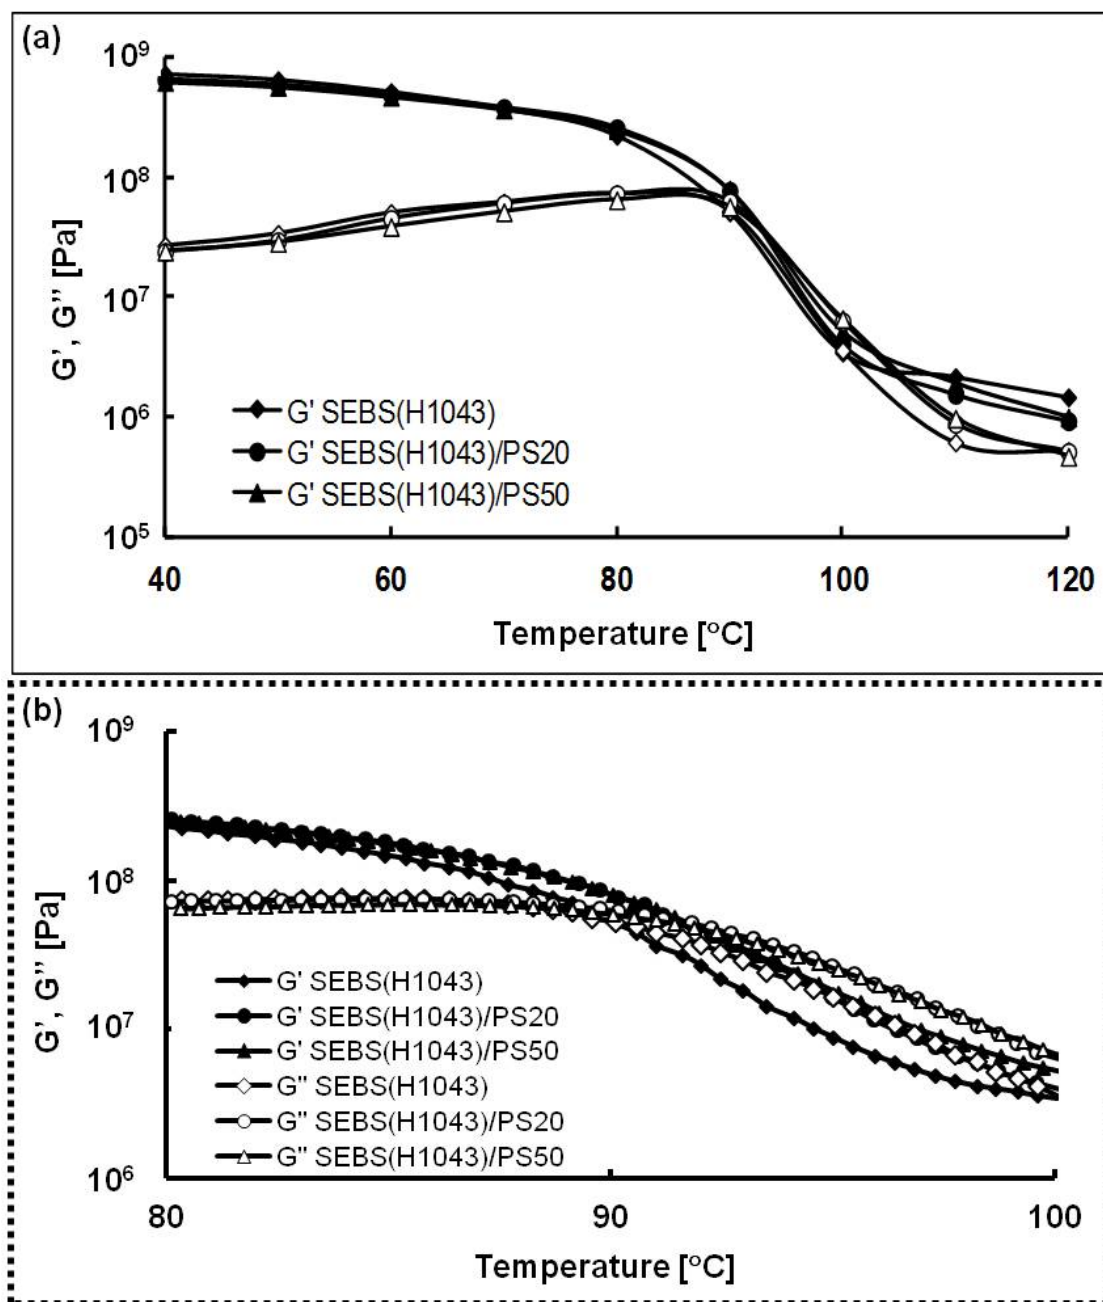 (a)
10⁹
10⁸
10⁷
10⁶
10⁵
G', G'' [Pa]
G' SEBS(H1043)
G' SEBS(H1043)/PS20
G' SEBS(H1043)/PS50
40 60 80 100 120
Temperature [°C]
(b)
10⁹
10⁸
10⁷
10⁶
G', G'' [Pa]
G' SEBS(H1043)
G' SEBS(H1043)/PS20
G' SEBS(H1043)/PS50
G'' SEBS(H1043)
G'' SEBS(H1043)/PS20
G'' SEBS(H1043)/PS50
80 90 100
Temperature [°C]